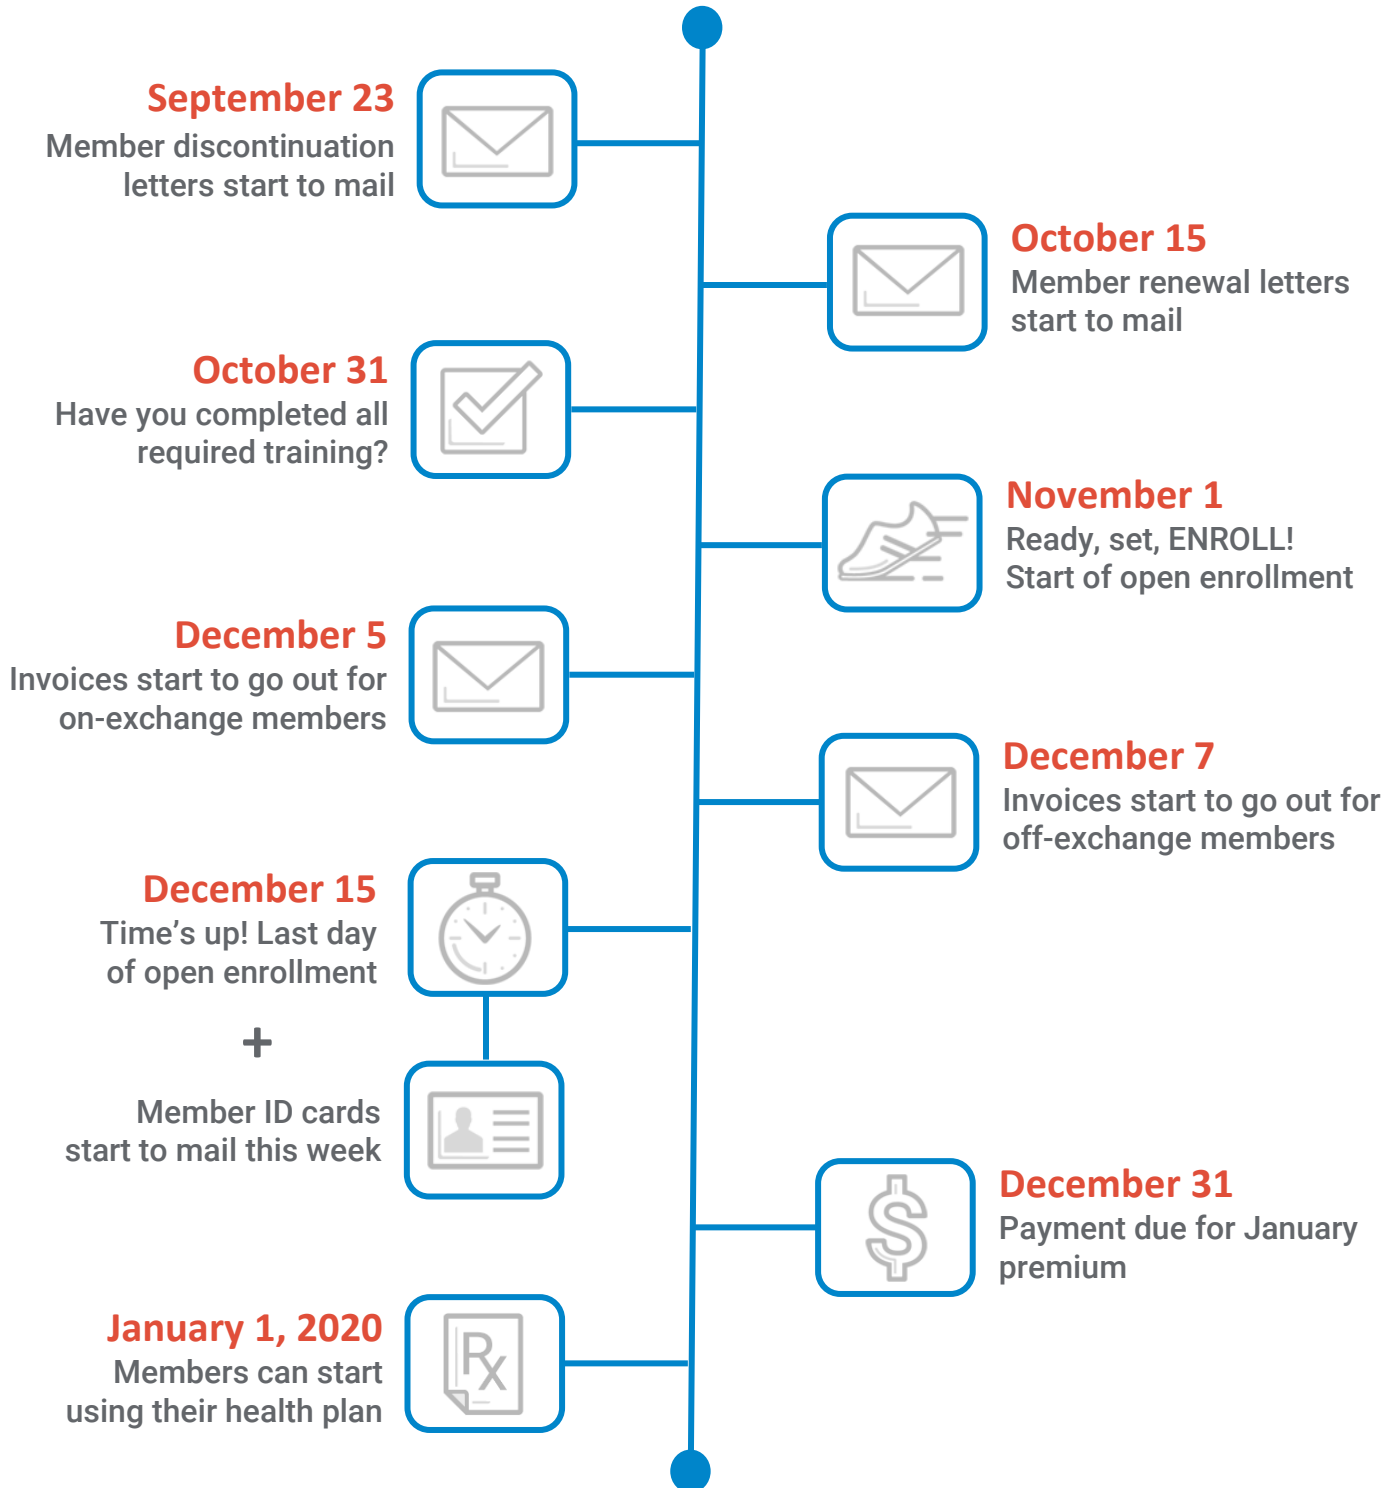 September 23
Member discontinuation
letters start to mail
October 15
Member renewal letters
start to mail
October 31
Have you completed all
required training?
November 1
Ready, set, ENROLL!
Start of open enrollment
December 5
Invoices start to go out for
on-exchange members
December 7
Invoices start to go out for
off-exchange members
December 15
Time’s up! Last day
of open enrollment
+
Member ID cards
start to mail this week
December 31
Payment due for January
premium
January 1, 2020
Members can start
using their health plan
Rx